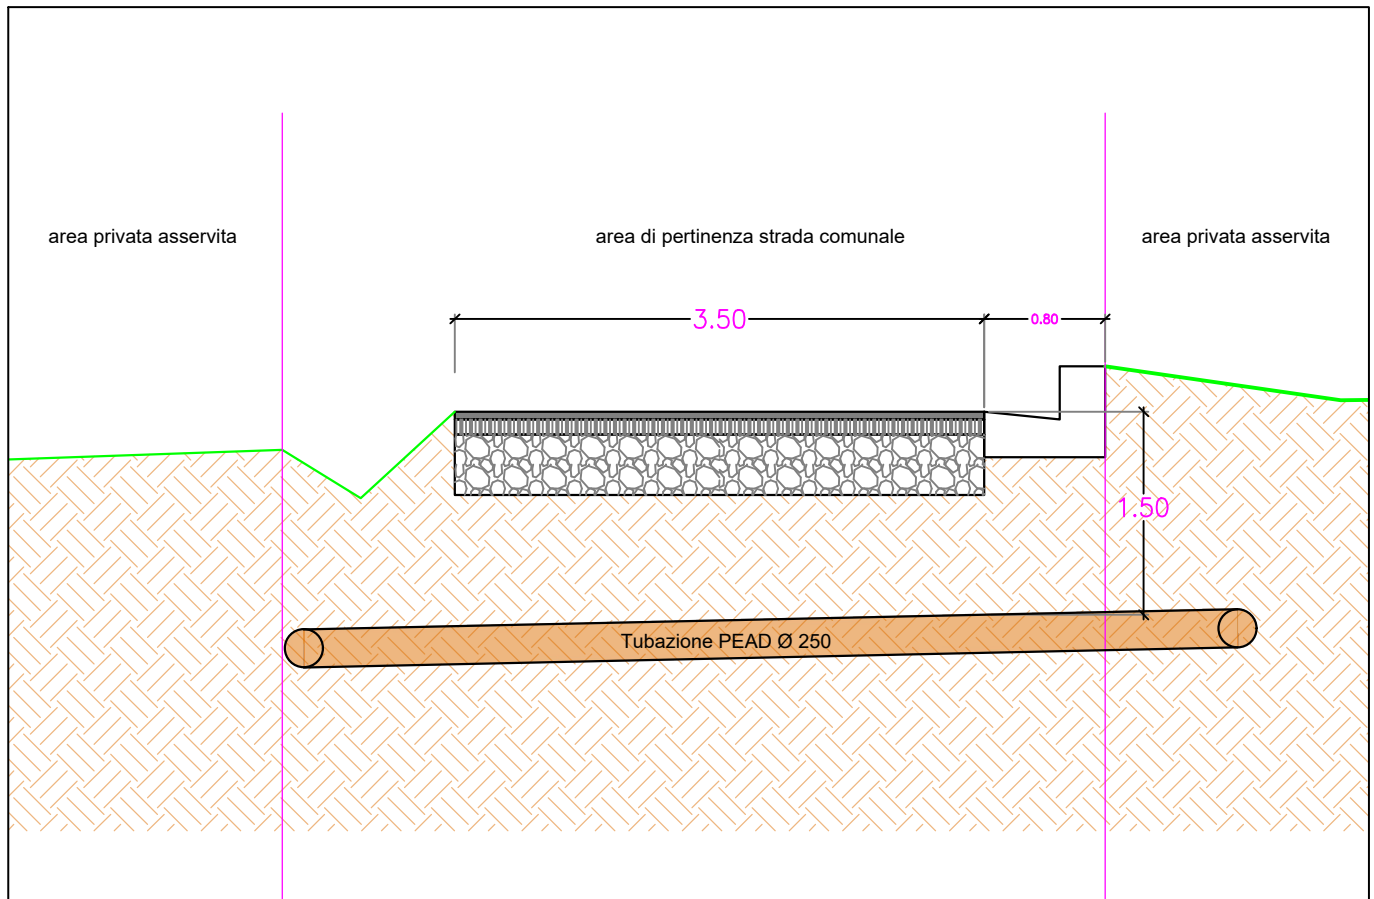 area privata asservita
area di pertinenza strada comunale
area privata asservita
3.50
0.80
1.50
Tubazione PEAD Ø 250